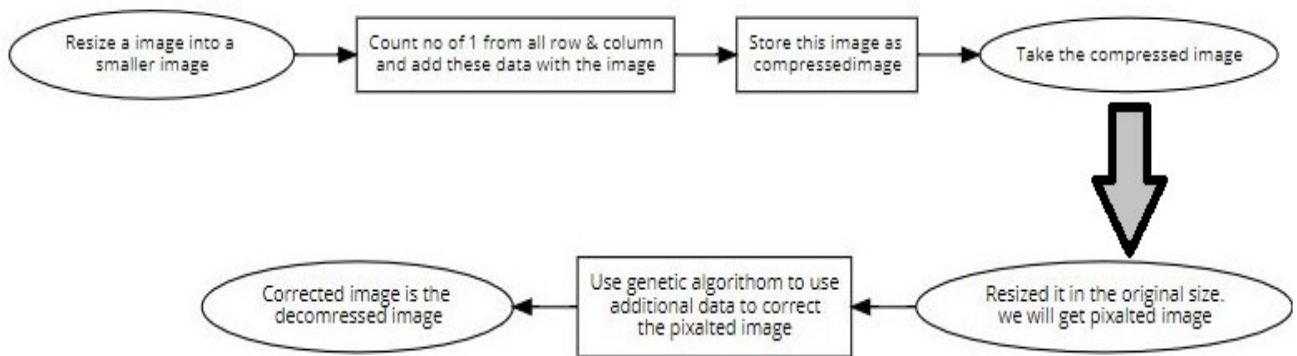 Resize a image into a
smaller image
Count no of 1 from all row & column
and add these data with the image
Store this image as
compressedimage
Take the compressed image
Resized it in the original size.
we will get pixalted image
Use genetic algorithom to use
additional data to correct
the pixalted image
Corrected image is the
decomressed image